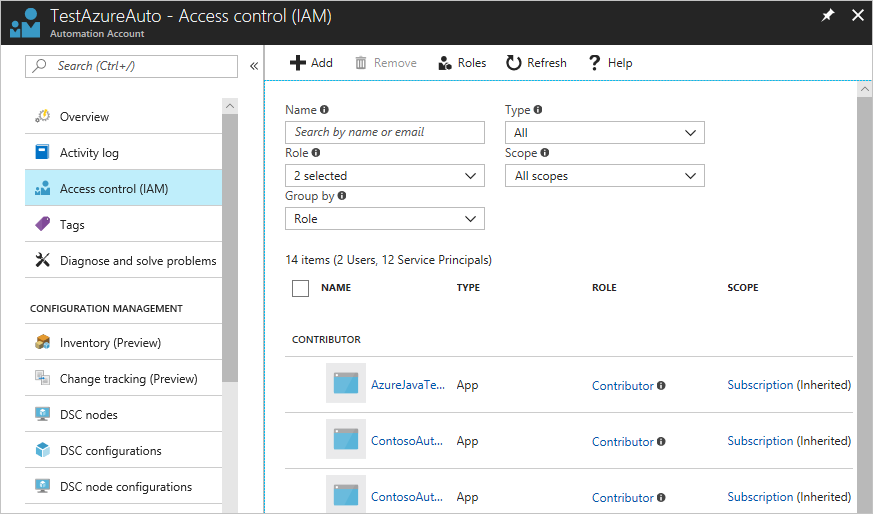 TestAzureAuto - Access control (IAM)
Automation Account
Search (Ctrl+/)
Overview
Activity log
Access control (IAM)
Tags
Diagnose and solve problems
CONFIGURATION MANAGEMENT
Inventory (Preview)
Change tracking (Preview)
DSC nodes
DSC configurations
DSC node configurations
Add Remove Roles Refresh Help
Name Type
Search by name or email All
Role Scope
2 selected All scopes
Group by
Role
14 items (2 Users, 12 Service Principals)
NAME TYPE ROLE SCOPE
CONTRIBUTOR
AzureJavaTe... App Contributor Subscription (Inherited)
ContosoAut... App Contributor Subscription (Inherited)
ContosoAut... App Contributor Subscription (Inherited)